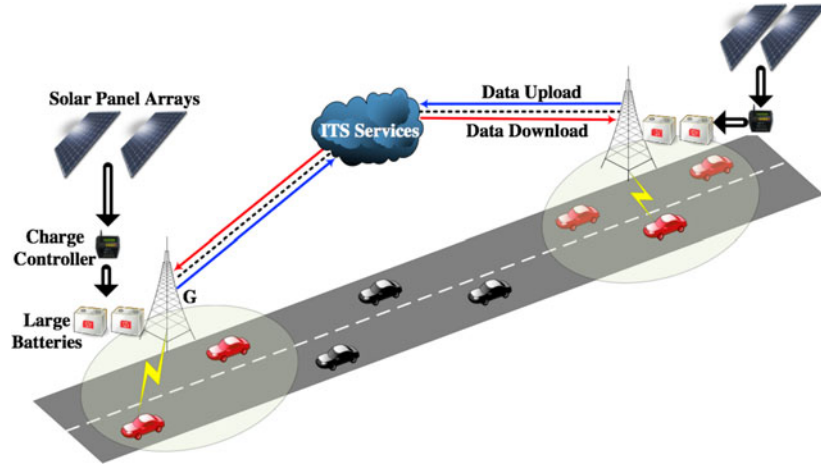 Solar Panel Arrays
Data Upload
ITS Services
Data Download
Charge
Controller
G
Large
Batteries